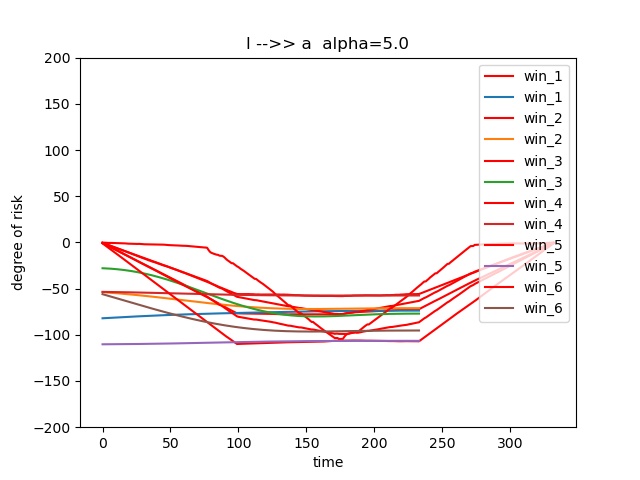 l -->> a  alpha=5.0
200
150
100
50
0
−50
−100
−150
−200
degree of risk
0
50
100
150
200
250
300
time
win_1
win_1
win_2
win_2
win_3
win_3
win_4
win_4
win_5
win_5
win_6
win_6